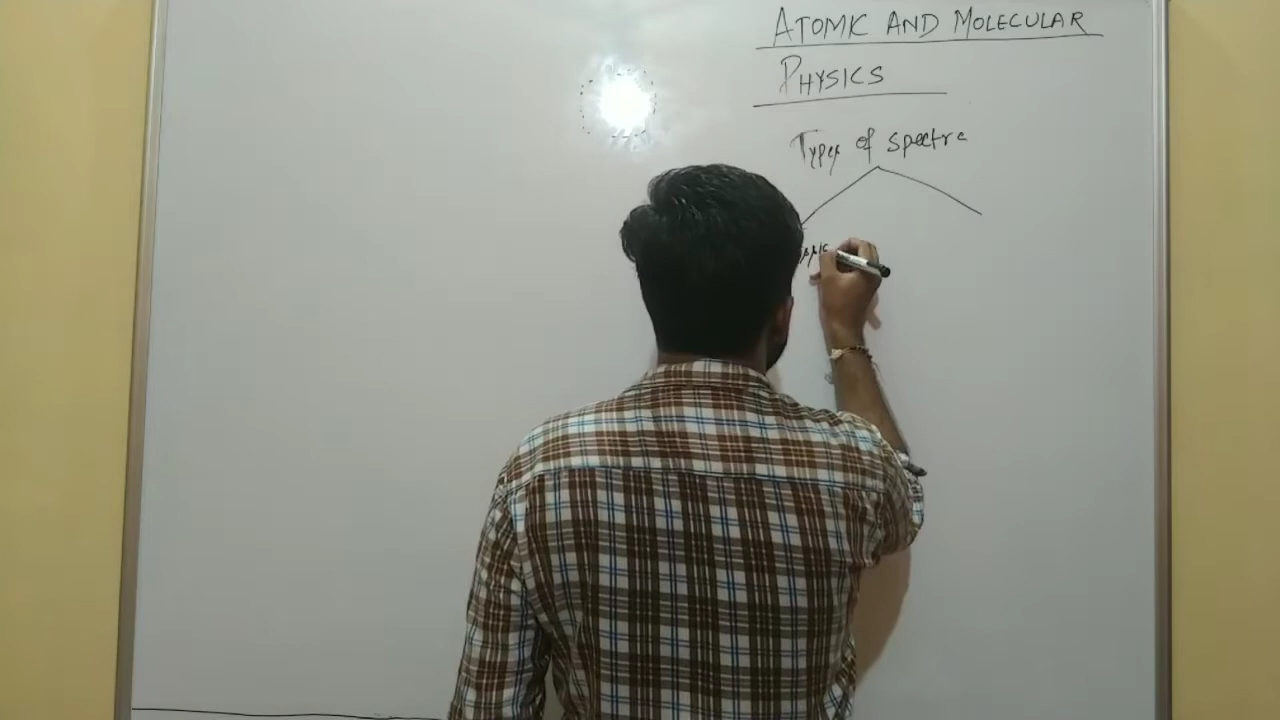 ATOMIC AND MOLECULAR
PHYSICS
Types of spectra